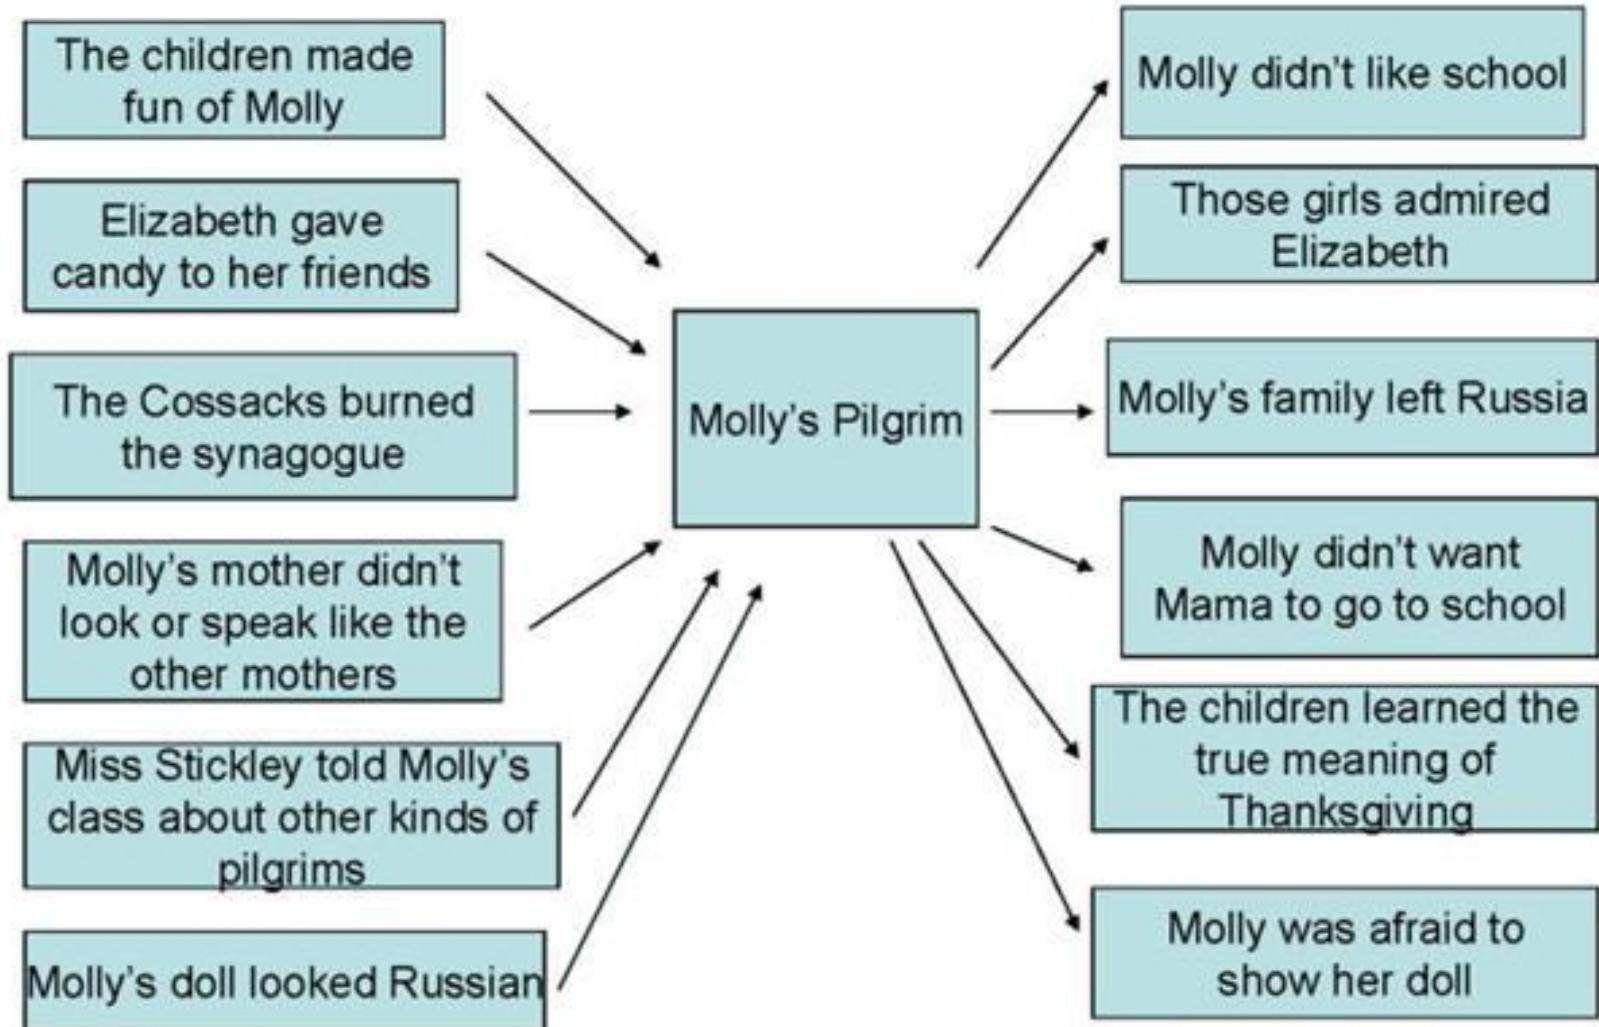 The children made
fun of Molly
Elizabeth gave
candy to her friends
The Cossacks burned
the synagogue
Molly's mother didn't
look or speak like the
other mothers
Miss Stickley told Molly's
class about other kinds of
pilgrims
Molly's doll looked Russian
Molly's Pilgrim
Molly didn't like school
Those girls admired
Elizabeth
Molly's family left Russia
Molly didn't want
Mama to go to school
The children learned the
true meaning of
Thanksgiving
Molly was afraid to
show her doll